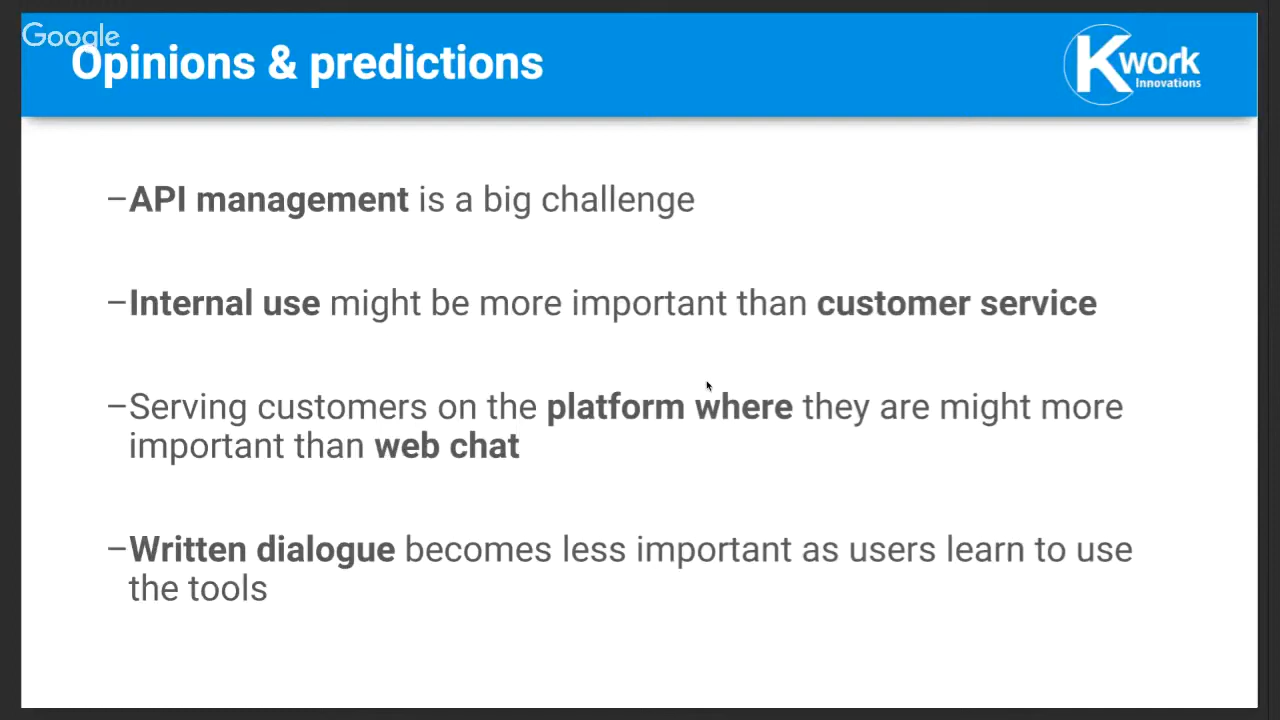 Google
Opinions & predictions
Kwork
Innovations
–API management is a big challenge
–Internal use might be more important than customer service
–Serving customers on the platform where they are might more
important than web chat
–Written dialogue becomes less important as users learn to use
the tools